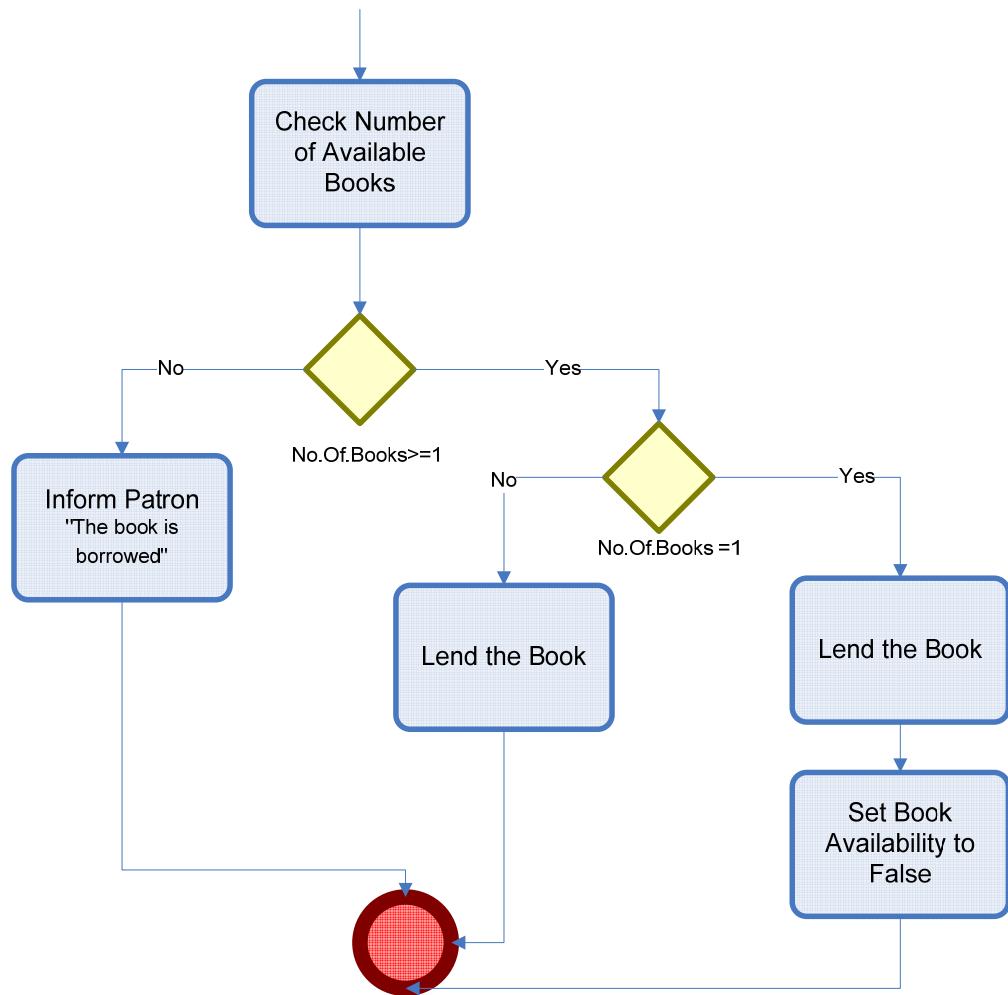 Check Number
of Available
Books
No
Yes
No.Of.Books>=1
Inform Patron
"The book is
borrowed"
No
Yes
No.Of.Books =1
Lend the Book
Lend the Book
Set Book
Availability to
False